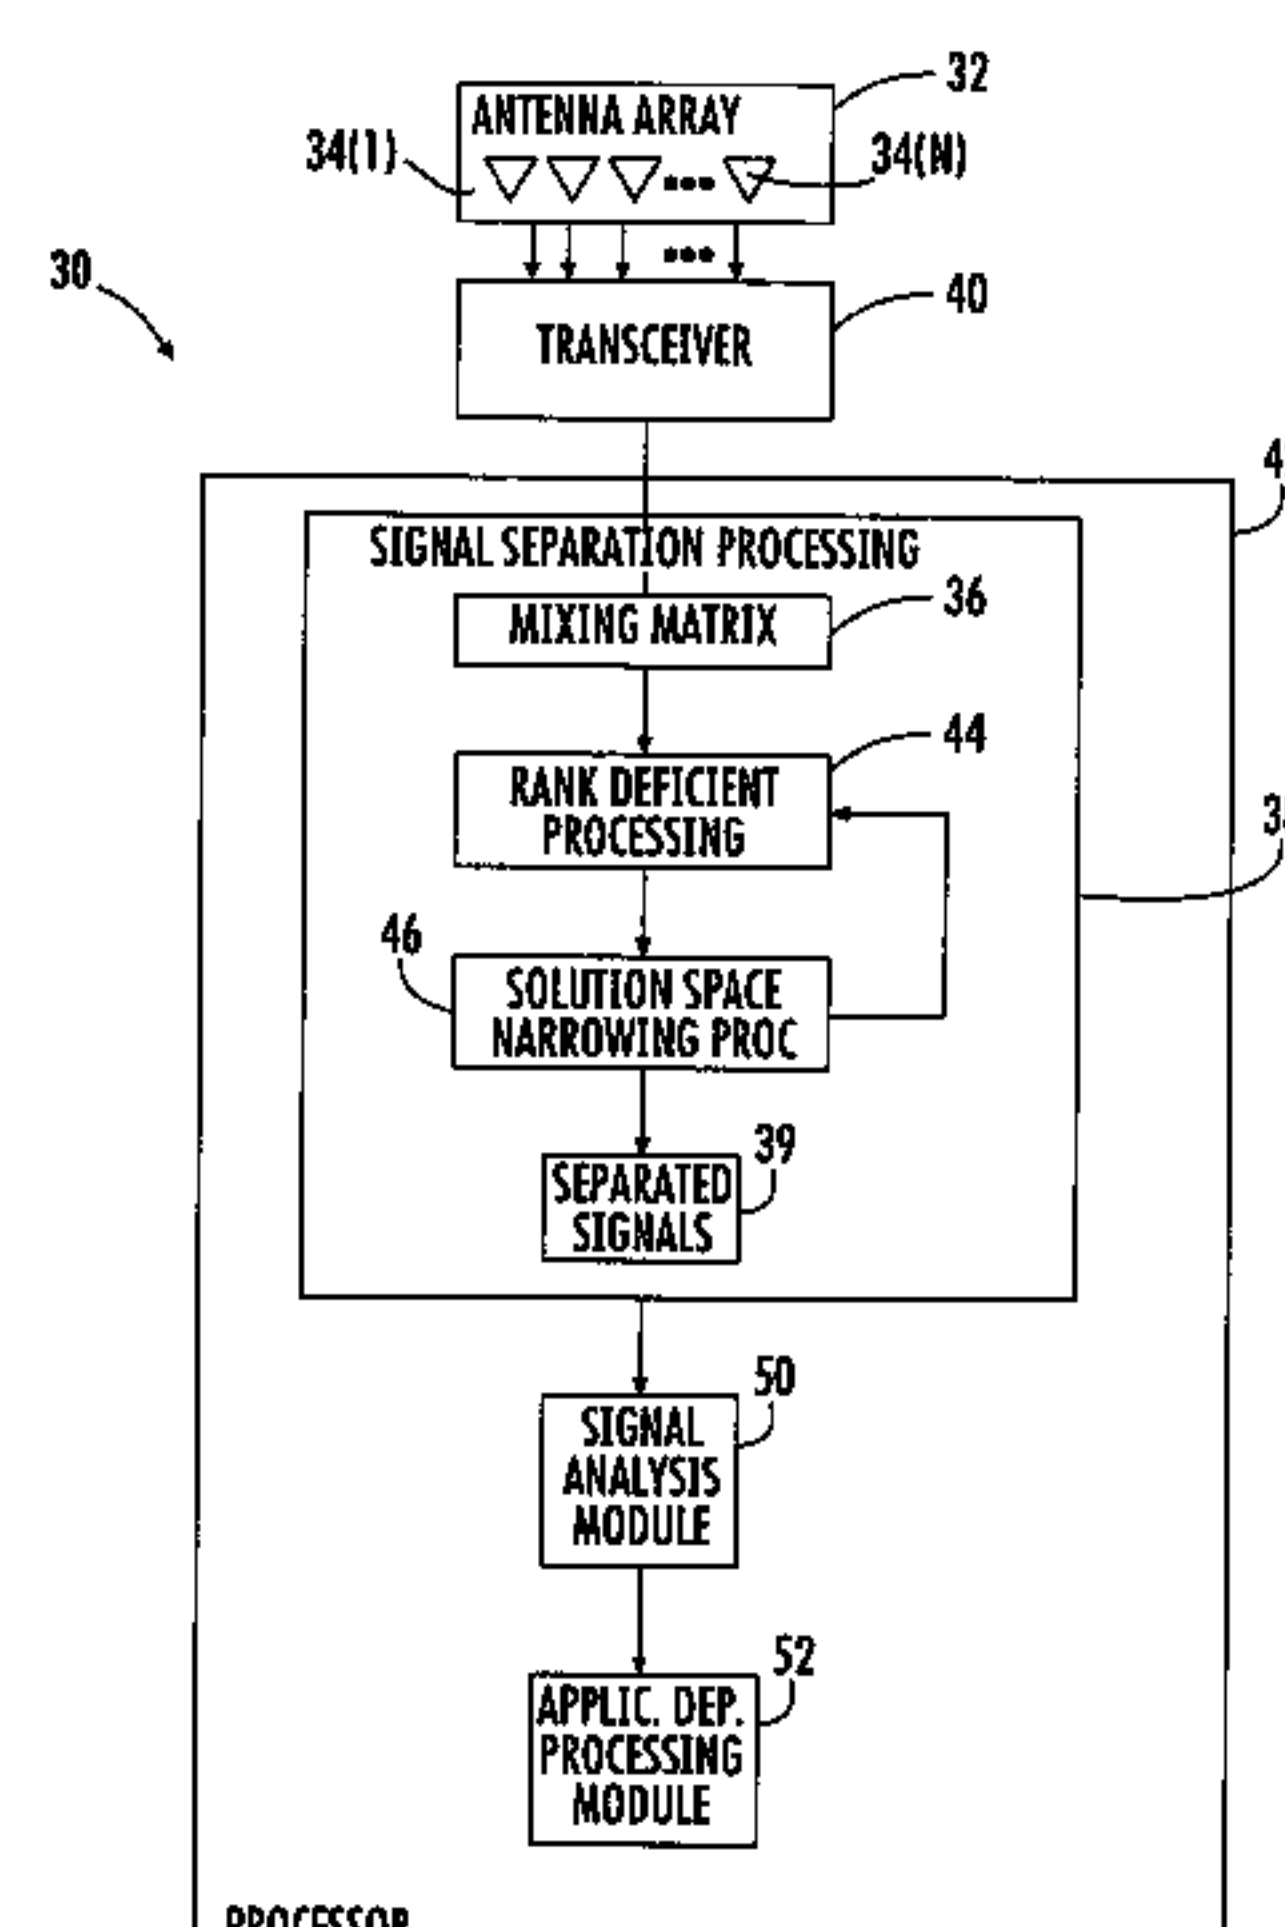 32
ANTENNA ARRAY
34(1)
34(N)
30
40
TRANSCEIVER
SIGNAL SEPARATION PROCESSING
36
MIXING MATRIX
44
RANK DEFICIENT
PROCESSING
46
SOLUTION SPACE
NARROWING PROC
39
SEPARATED
SIGNALS
50
SIGNAL
ANALYSIS
MODULE
52
APPLIC. DEP.
PROCESSING
MODULE
PROCESSOR